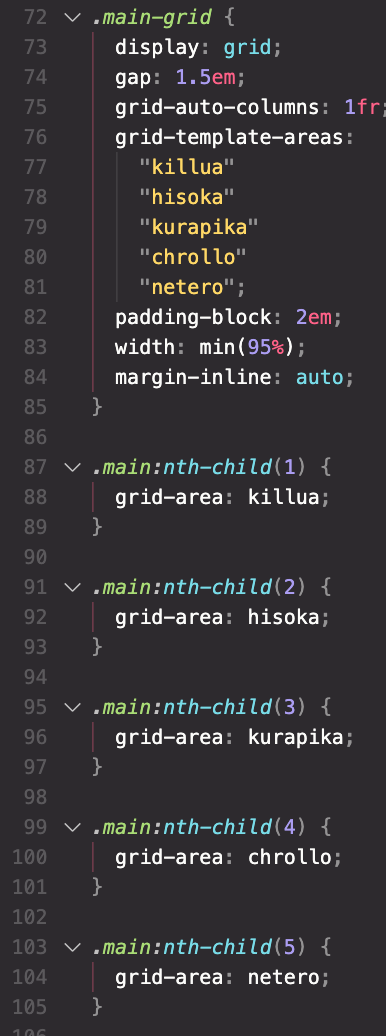 72 .main-grid {
73 display: grid;
74 gap: 1.5em;
75 grid-auto-columns: 1fr;
76 grid-template-areas:
77 "killua"
78 "hisoka"
79 "kurapika"
80 "chrollo"
81 "netero";
82 padding-block: 2em;
83 width: min(95%);
84 margin-inline: auto;
85 }
86
87 .main:nth-child(1) {
88 grid-area: killua;
89 }
90
91 .main:nth-child(2) {
92 grid-area: hisoka;
93 }
94
95 .main:nth-child(3) {
96 grid-area: kurapika;
97 }
98
99 .main:nth-child(4) {
100 grid-area: chrollo;
101 }
102
103 .main:nth-child(5) {
104 grid-area: netero;
105 }
106